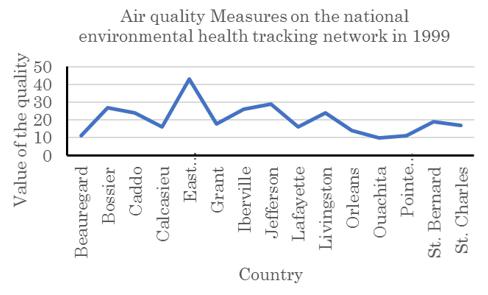 Air quality Measures on the national
environmental health tracking network in 1999
Value of the quality
50
40
30
20
10
0
Beauregard
Bossier
Caddo
Calcasieu
East...
Grant
Iberville
Jefferson
Lafayette
Livingston
Orleans
Ouachita
Pointe...
St. Bernard
St. Charles
Country